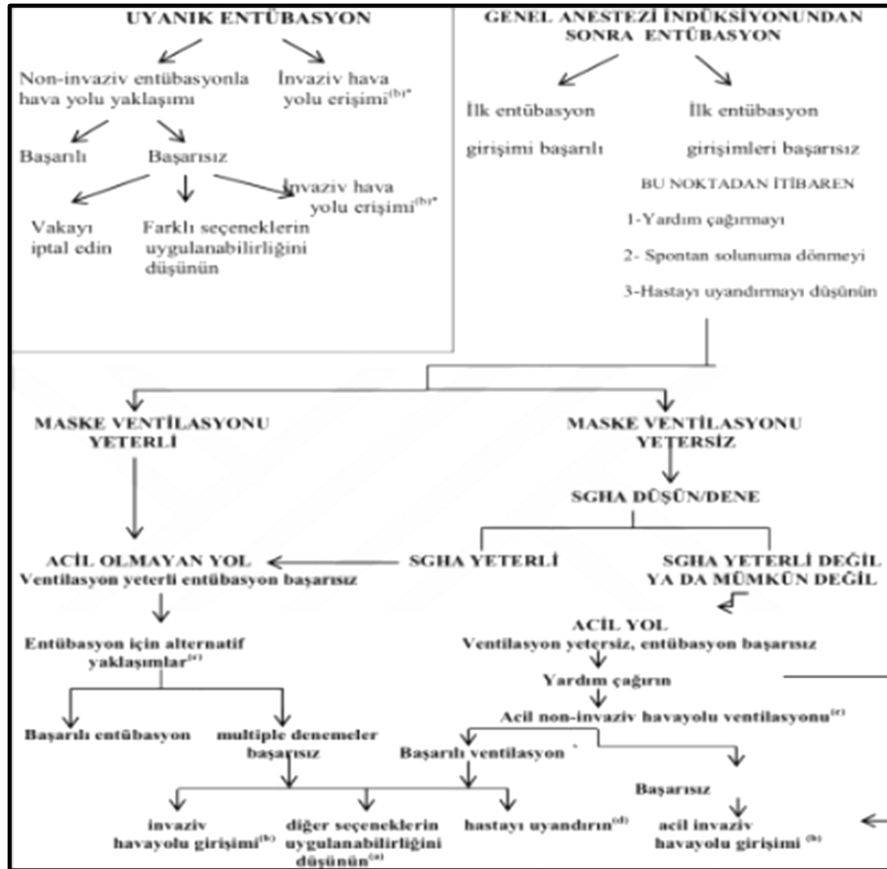 UYANIK ENTÜBASYON
Non-invaziv entübasyonla
hava yolu yaklaşımı
İnvaziv hava
yolu erişimi(b)*
Başarılı
Başarısız
İnvaziv hava
yolu erişimi(b)*
Vakayı
iptal edin
Farklı seçeneklerin
uygulanabilirliğini
düşünün
GENEL ANESTEZİ İNDÜKSİYONUNDAN
SONRA ENTÜBASYON
İlk entübasyon
girişimi başarılı
İlk entübasyon
girişimleri başarısız
BU NOKTADAN İTİBAREN
1-Yardım çağırmayı
2- Spontan solunuma dönmeyi
3-Hastayı uyandırmayı düşünün
MASKE VENTİLASYONU
YETERLİ
MASKE VENTİLASYONU
YETERSİZ
SGHA DÜŞÜN/DENE
ACİL OLMAYAN YOL
Ventilasyon yeterli entübasyon başarısız
SGHA YETERLİ
SGHA YETERLİ DEĞİL
YA DA MÜMKÜN DEĞİL
ACİL YOL
Ventilasyon yetersiz, entübasyon başarısız
Entübasyon için alternatif
yaklaşımlar(c)
Yardım çağırın
Acil non-invaziv havayolu ventilasyonu(e)
Başarılı entübasyon
multiple denemeler
başarısız
Başarılı ventilasyon
Başarısız
invaziv
havayolu girişimi(b)
diğer seçeneklerin
uygulanabilirliğini
düşünün(a)
hastayı uyandırın(d)
acil invaziv
havayolu girişimi (b)